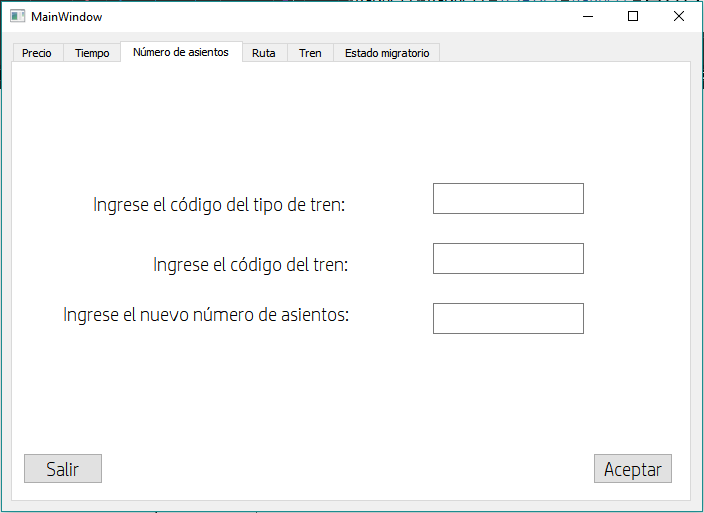 MainWindow
Precio Tiempo Número de asientos Ruta Tren Estado migratorio
Ingrese el código del tipo de tren:
Ingrese el código del tren:
Ingrese el nuevo número de asientos:
Salir Aceptar